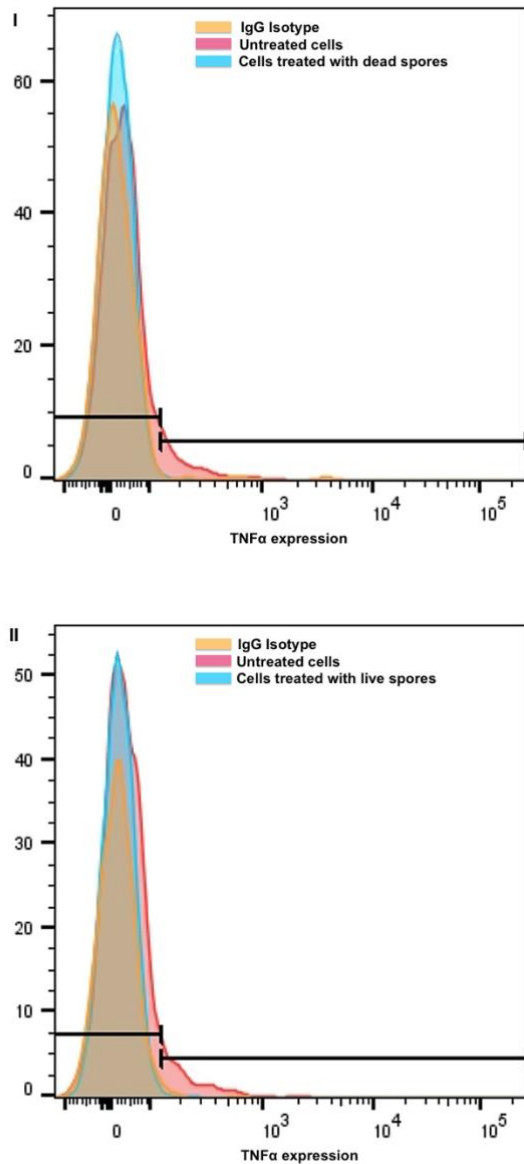 I
IgG Isotype
Untreated cells
Cells treated with dead spores
60
40
20
0
0 10³ 10⁴ 10⁵
TNFα expression
II
IgG Isotype
Untreated cells
Cells treated with live spores
50
40
30
20
10
0
0 10³ 10⁴ 10⁵
TNFα expression